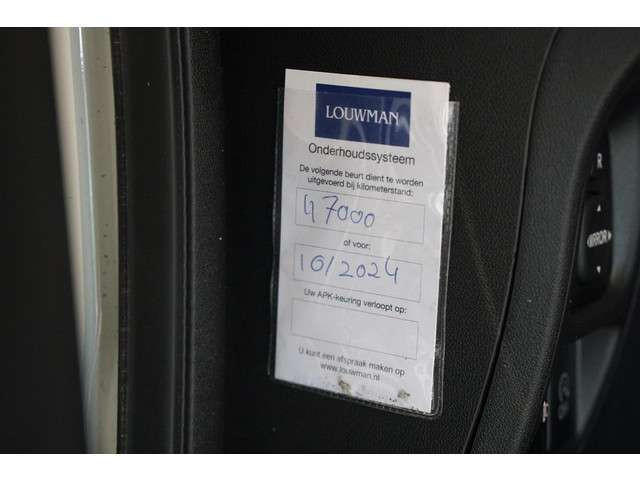 LOUWMAN
Onderhoudssysteem
De volgende beurt dient te worden
uitgevoerd bij kilometerstand:
47000
of voor:
10/2024
Uw APK-keuring verloopt op:
U kunt een afspraak maken op
www.louwman.nl
R
MIRROR